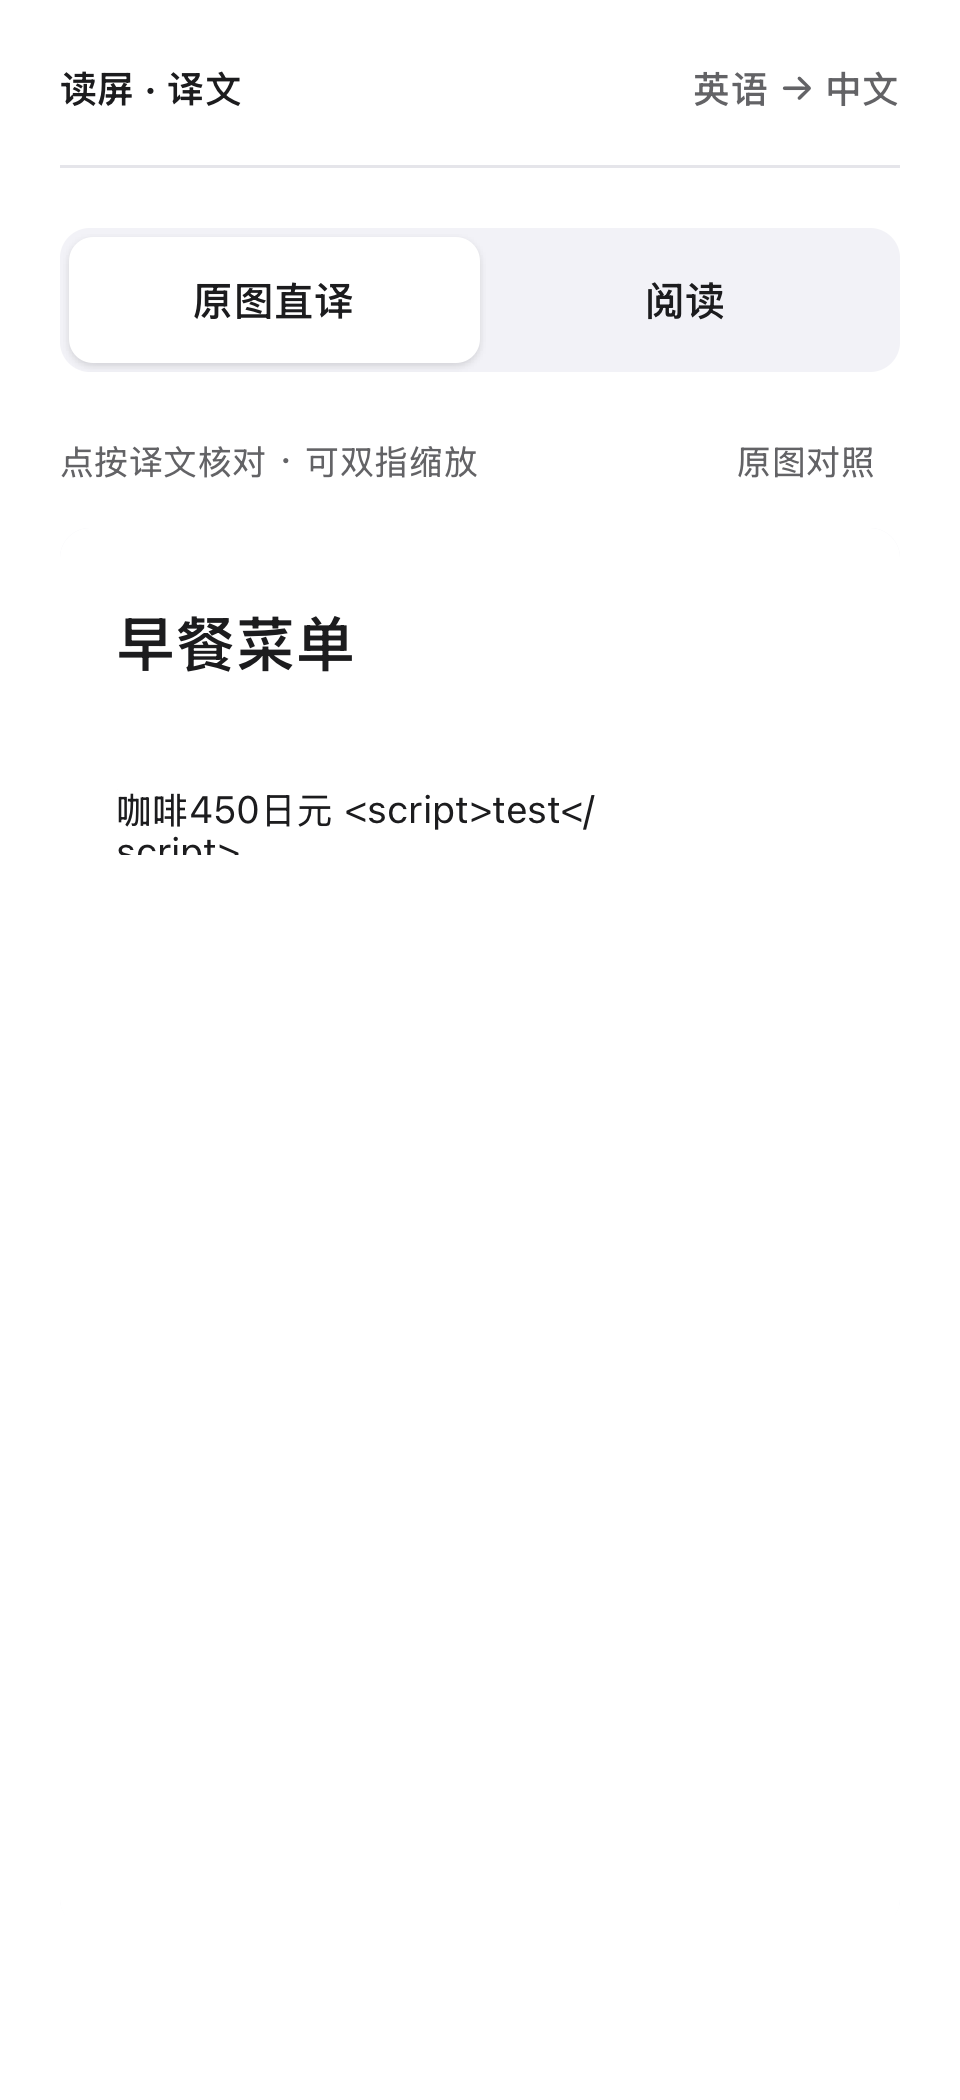 读屏 · 译文
英语 → 中文
原图直译
阅读
点按译文核对 · 可双指缩放
原图对照
早餐菜单
咖啡450日元 <script>test</
script>